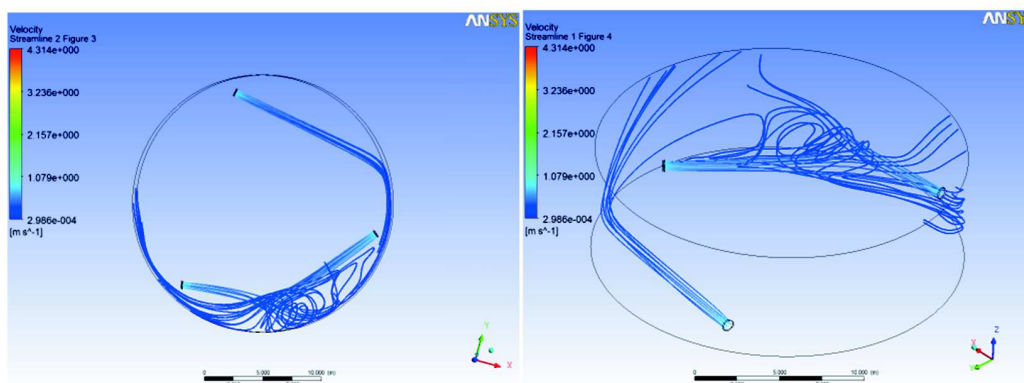 ANSYS
Velocity
Streamline 2 Figure 3
4.314e+000
3.236e+000
2.157e+000
1.079e+000
2.986e-004
[m s^-1]
Y
X
0
5.000
10.000 (m)
ANSYS
Velocity
Streamline 1 Figure 4
4.314e+000
3.236e+000
2.157e+000
1.079e+000
2.986e-004
[m s^-1]
Z
X
Y
0
5.000
10.000 (m)